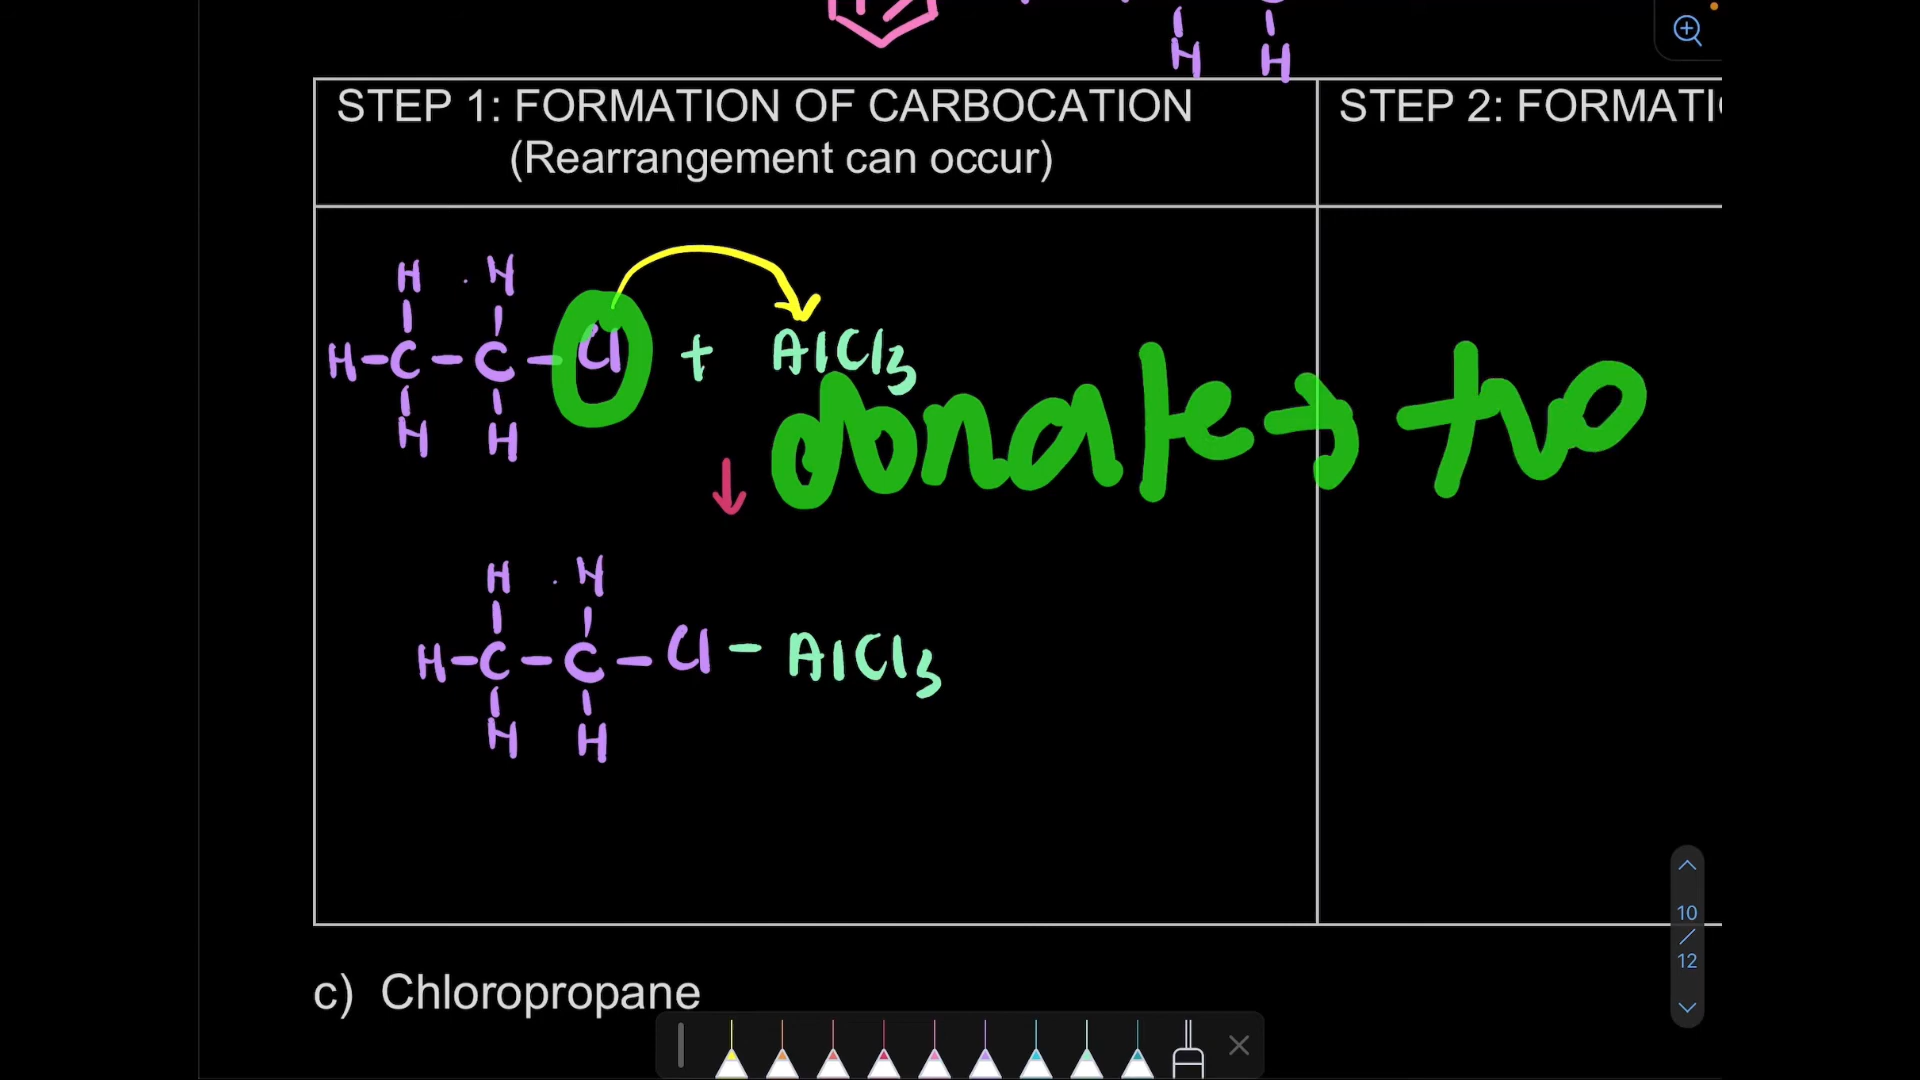 H H
STEP 1: FORMATION OF CARBOCATION
(Rearrangement can occur)
STEP 2: FORMATI
H H
H-C-C-Cl + AlCl3
H H
donate → two
H H
H-C-C-Cl-AlCl3
H H
10
/
12
c) Chloropropane